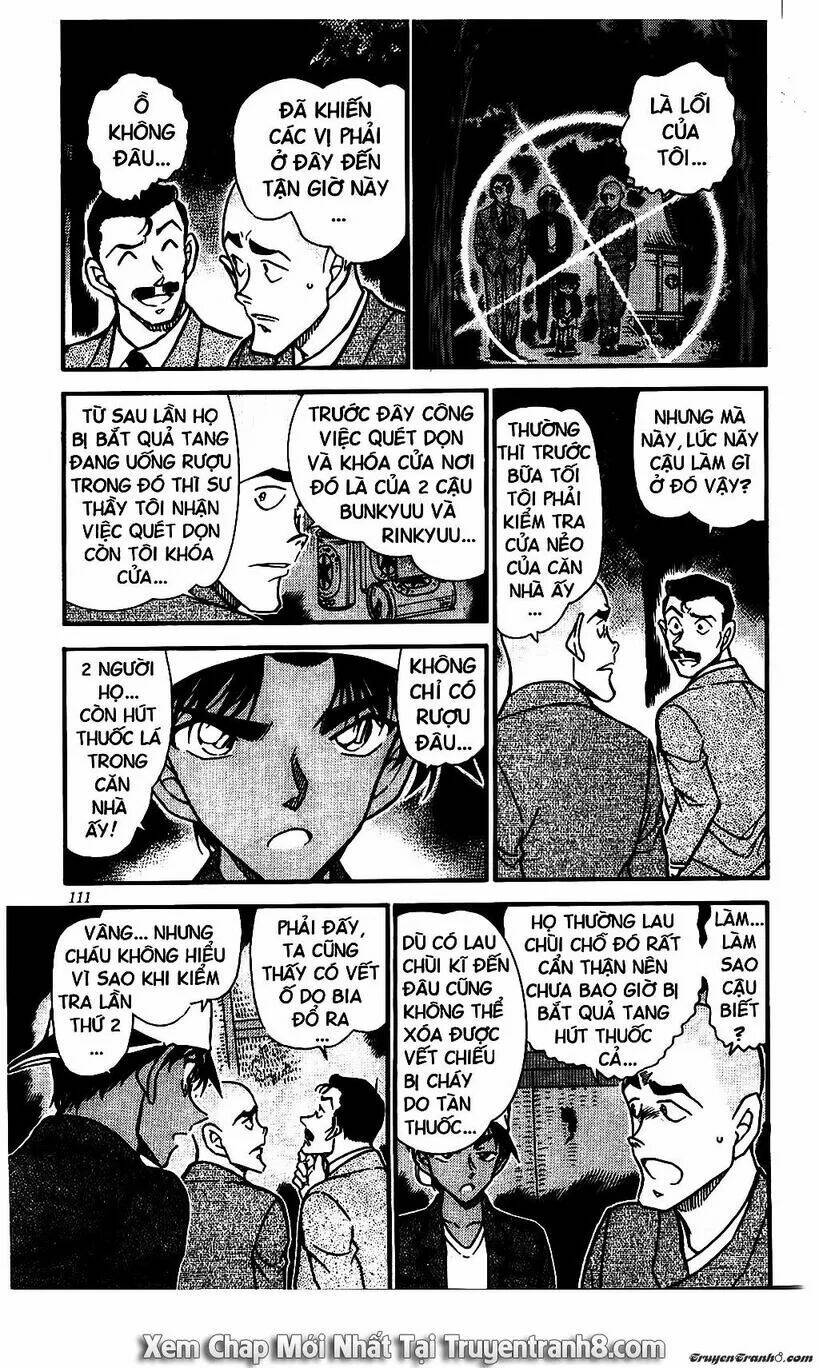 LÀ LỖI
CỦA
TÔI...
ĐÃ KHIẾN
CÁC VỊ PHẢI
Ở ĐÂY ĐẾN
TẬN GIỜ NÀY
...
Ồ
KHÔNG
ĐÂU...
NHƯNG MÀ
NÀY, LÚC NÃY
CẬU LÀM GÌ
Ở ĐÓ VẬY?
THƯỜNG
THÌ TRƯỚC
BỮA TỐI
TÔI PHẢI
KIỂM TRA
CỬA NẺO
CỦA CĂN
NHÀ ẤY
...
TRƯỚC ĐÂY CÔNG
VIỆC QUÉT DỌN
VÀ KHÓA CỬA NƠI
ĐÓ LÀ CỦA 2 CẬU
BUNKYUU VÀ
RINKYUU...
TỪ SAU LẦN HỌ
BỊ BẮT QUẢ TANG
ĐANG UỐNG RƯỢU
TRONG ĐÓ THÌ SƯ
THẦY TÔI NHẬN
VIỆC QUÉT DỌN
CÒN TÔI KHÓA
CỬA...
KHÔNG
CHỈ CÓ
RƯỢU
ĐÂU...
2 NGƯỜI
HỌ...
CÒN HÚT
THUỐC LÁ
TRONG
CĂN
NHÀ
ẤY!
111
LÀM...
LÀM
SAO
CẬU
BIẾT
?
HỌ THƯỜNG LAU
CHÙI CHỖ ĐÓ RẤT
CẨN THẬN NÊN
CHƯA BAO GIỜ BỊ
BẮT QUẢ TANG
HÚT THUỐC
CẢ...
DÙ CÓ LAU
CHÙI KĨ ĐẾN
ĐÂU CŨNG
KHÔNG THỂ
XÓA ĐƯỢC
VẾT CHIẾU
BỊ CHÁY
DO TÀN
THUỐC...
PHẢI ĐẤY,
TA CŨNG
THẤY CÓ VẾT
Ố DO BIA
ĐỔ RA
...
VÂNG... NHƯNG
CHÁU KHÔNG HIỂU
VÌ SAO KHI KIỂM
TRA LẦN
THỨ 2
...
Xem Chap Mới Nhất Tại Truyentranh8.com
TruyenTranh8.com